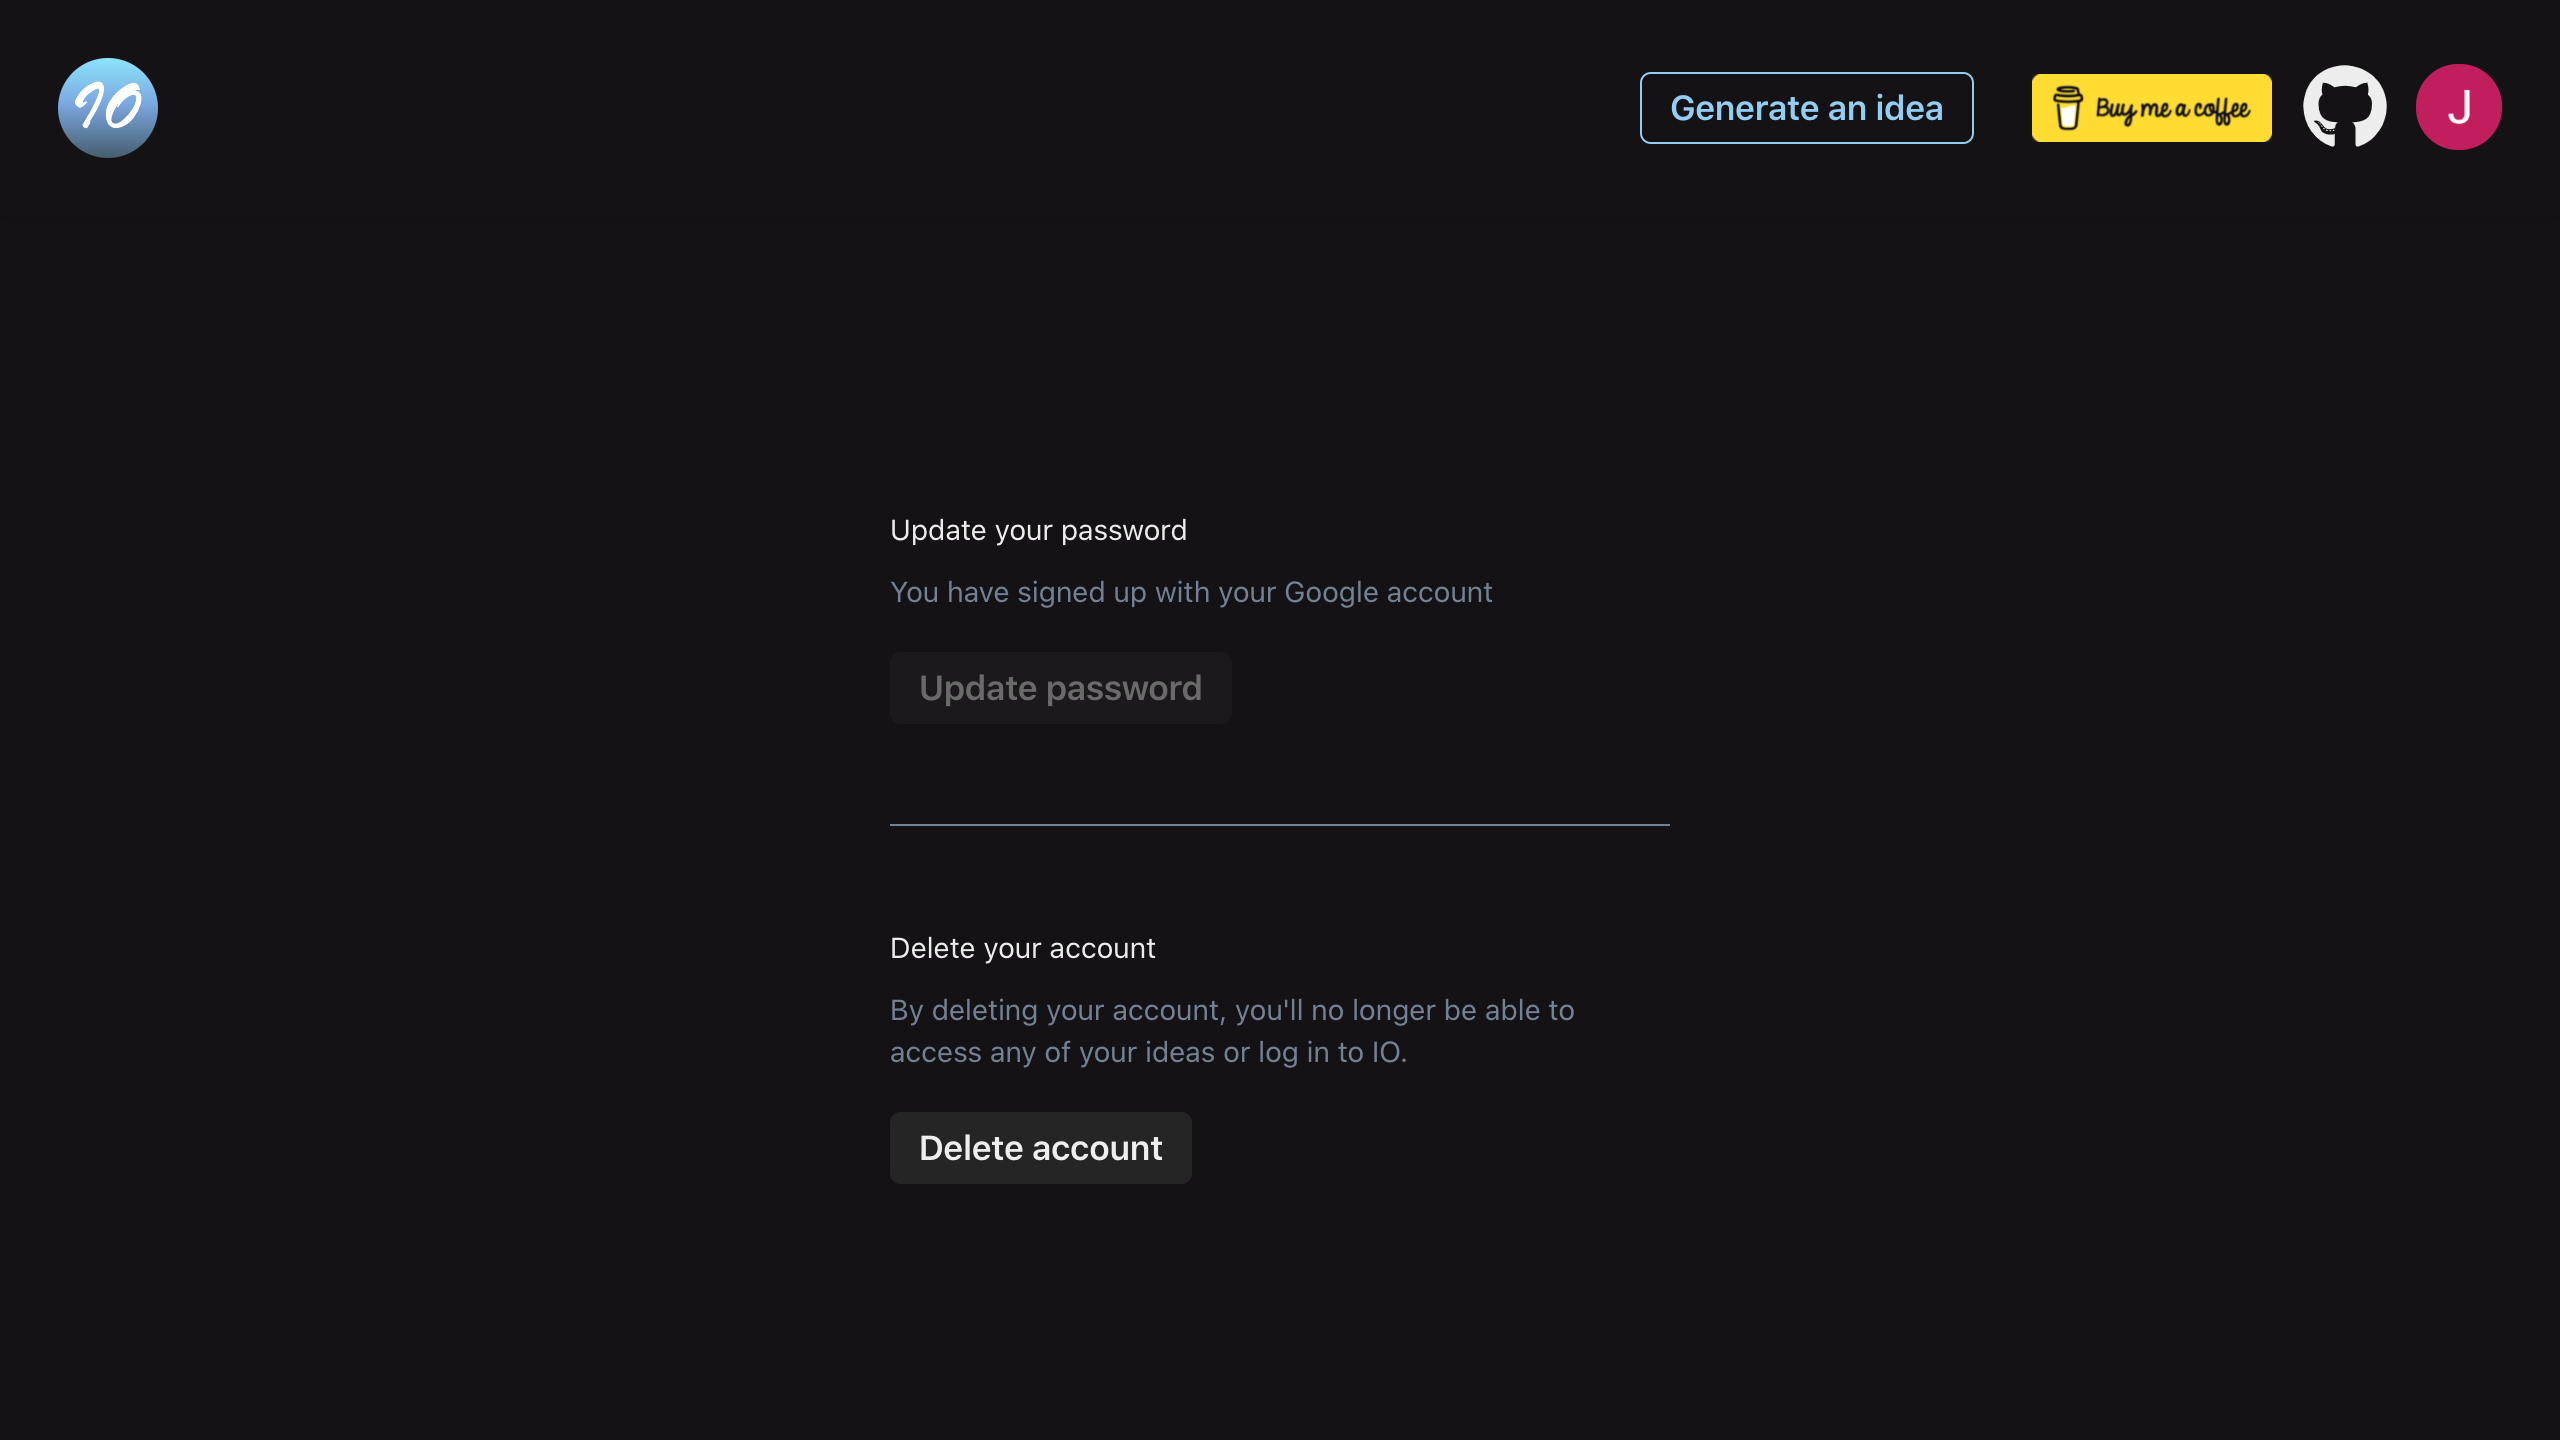 IO
Generate an idea
Buy me a coffee
J
Update your password
You have signed up with your Google account
Update password
Delete your account
By deleting your account, you'll no longer be able to
access any of your ideas or log in to IO.
Delete account